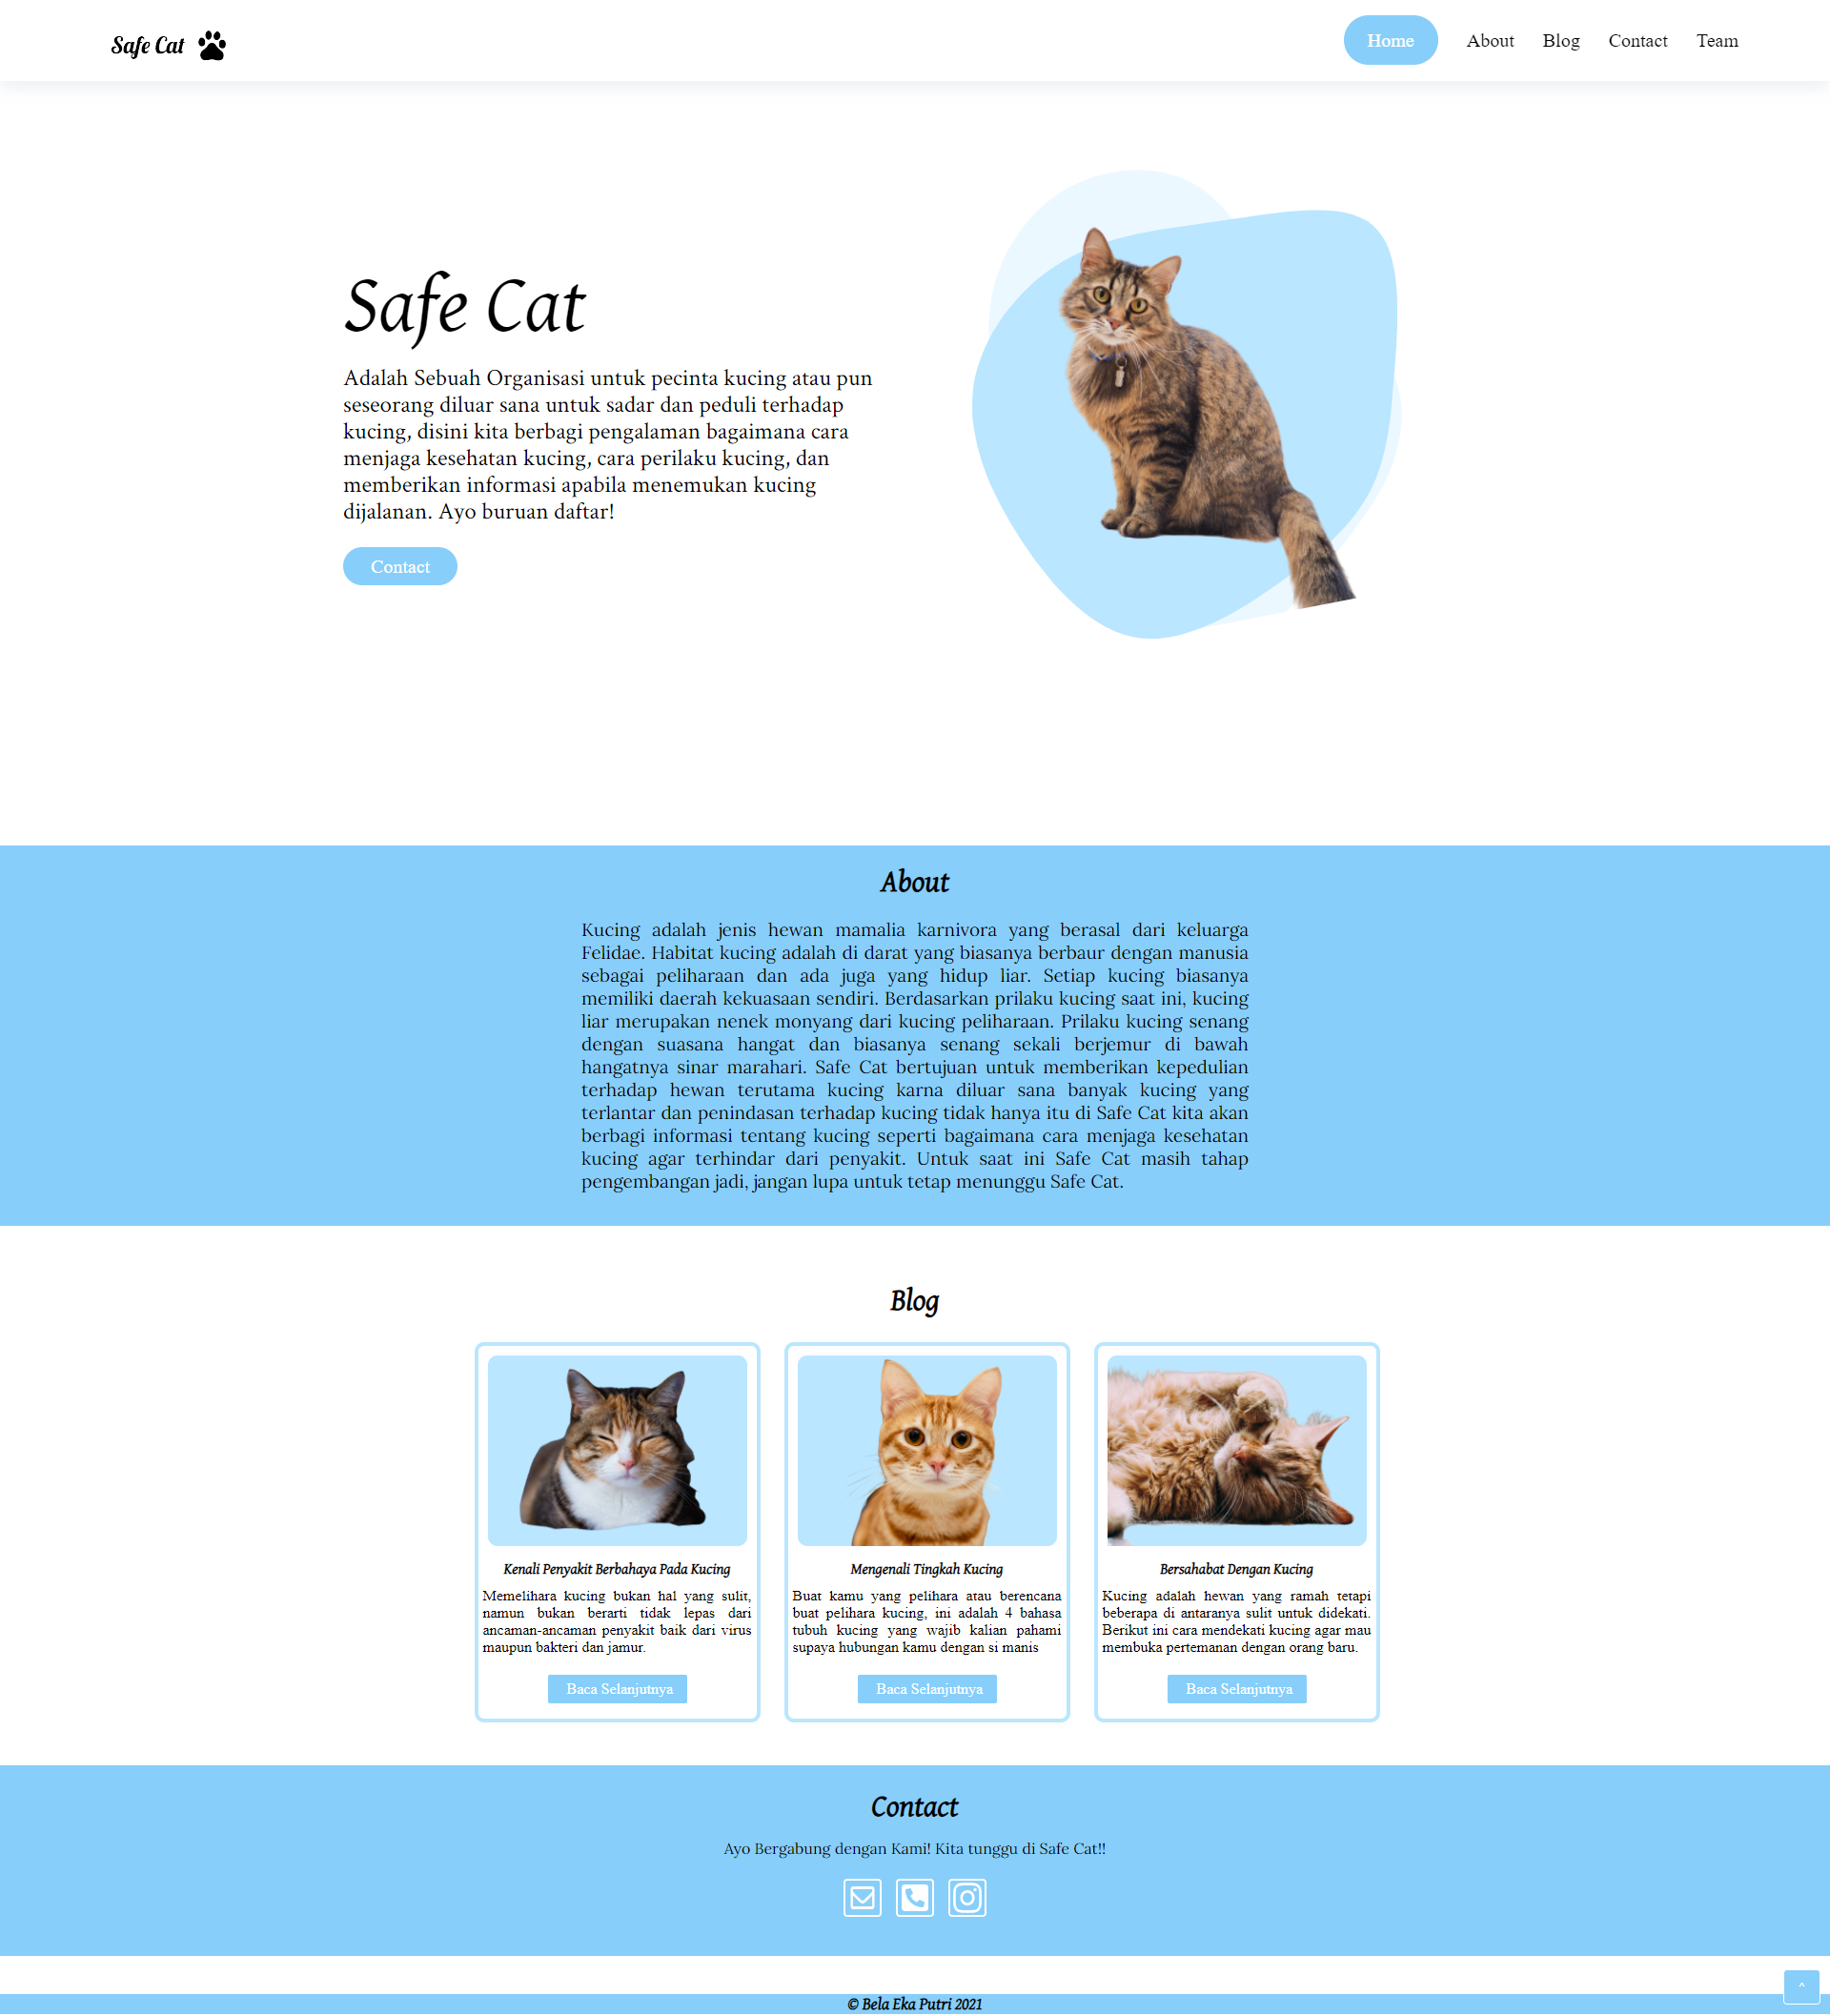 Safe Cat
Home
About
Blog
Contact
Team
Safe Cat
Adalah Sebuah Organisasi untuk pecinta kucing atau pun
seseorang diluar sana untuk sadar dan peduli terhadap
kucing, disini kita berbagi pengalaman bagaimana cara
menjaga kesehatan kucing, cara perilaku kucing, dan
memberikan informasi apabila menemukan kucing
dijalanan. Ayo buruan daftar!
Contact
About
Kucing adalah jenis hewan mamalia karnivora yang berasal dari keluarga
Felidae. Habitat kucing adalah di darat yang biasanya berbaur dengan manusia
sebagai peliharaan dan ada juga yang hidup liar. Setiap kucing biasanya
memiliki daerah kekuasaan sendiri. Berdasarkan prilaku kucing saat ini, kucing
liar merupakan nenek monyang dari kucing peliharaan. Prilaku kucing senang
dengan suasana hangat dan biasanya senang sekali berjemur di bawah
hangatnya sinar marahari. Safe Cat bertujuan untuk memberikan kepedulian
terhadap hewan terutama kucing karna diluar sana banyak kucing yang
terlantar dan penindasan terhadap kucing tidak hanya itu di Safe Cat kita akan
berbagi informasi tentang kucing seperti bagaimana cara menjaga kesehatan
kucing agar terhindar dari penyakit. Untuk saat ini Safe Cat masih tahap
pengembangan jadi, jangan lupa untuk tetap menunggu Safe Cat.
Blog
Kenali Penyakit Berbahaya Pada Kucing
Memelihara kucing bukan hal yang sulit,
namun bukan berarti tidak lepas dari
ancaman-ancaman penyakit baik dari virus
maupun bakteri dan jamur.
Baca Selanjutnya
Mengenali Tingkah Kucing
Buat kamu yang pelihara atau berencana
buat pelihara kucing, ini adalah 4 bahasa
tubuh kucing yang wajib kalian pahami
supaya hubungan kamu dengan si manis
Baca Selanjutnya
Bersahabat Dengan Kucing
Kucing adalah hewan yang ramah tetapi
beberapa di antaranya sulit untuk didekati.
Berikut ini cara mendekati kucing agar mau
membuka pertemanan dengan orang baru.
Baca Selanjutnya
Contact
Ayo Bergabung dengan Kami! Kita tunggu di Safe Cat!!
^
© Bela Eka Putri 2021